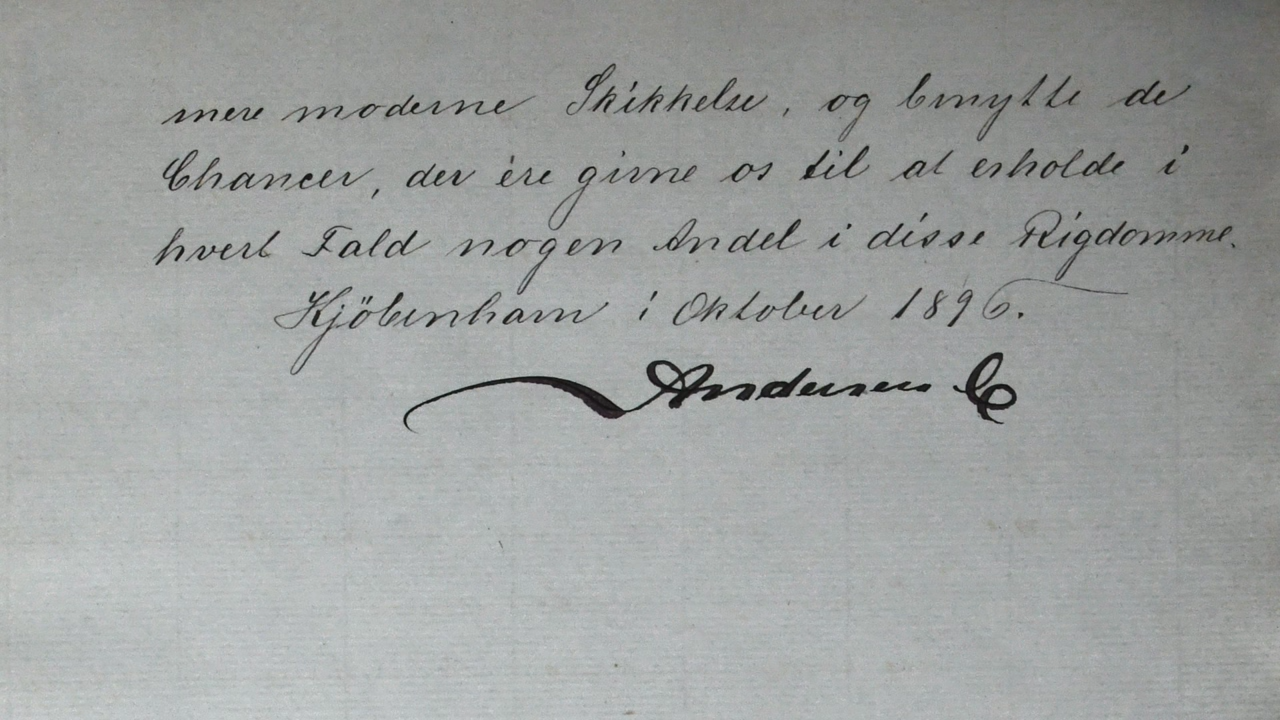 mere moderne Skikkelse, og benytte de
Chancer, der ere givne os til at erholde i
hvert Fald nogen Andel i disse Rigdomme.
Kjöbenhavn i Oktober 1896.
Andersen